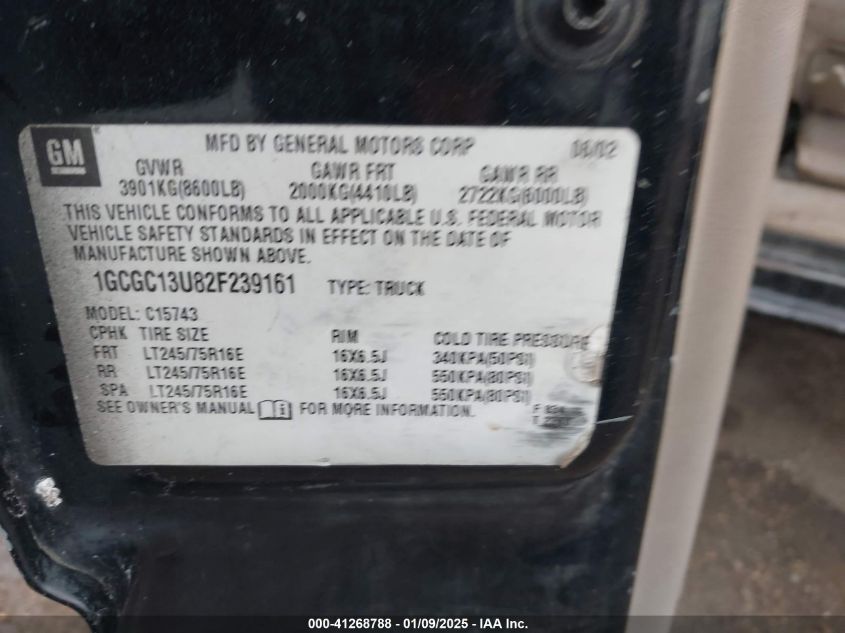 GM
MFD BY GENERAL MOTORS CORP 06/02
GVWR GAWR FRT GAWR RR
3901KG(8600LB) 2000KG(4410LB) 2722KG(6000LB)
THIS VEHICLE CONFORMS TO ALL APPLICABLE U.S. FEDERAL MOTOR
VEHICLE SAFETY STANDARDS IN EFFECT ON THE DATE OF
MANUFACTURE SHOWN ABOVE.
1GCGC13U82F239161 TYPE: TRUCK
MODEL: C15743
CPHK TIRE SIZE RIM COLD TIRE PRESSURE
FRT LT245/75R16E 16X6.5J 340KPA(50PSI)
RR LT245/75R16E 16X6.5J 550KPA(80PSI)
SPA LT245/75R16E 16X6.5J 550KPA(80PSI)
SEE OWNER'S MANUAL FOR MORE INFORMATION.
000-41268788 - 01/09/2025 - IAA Inc.